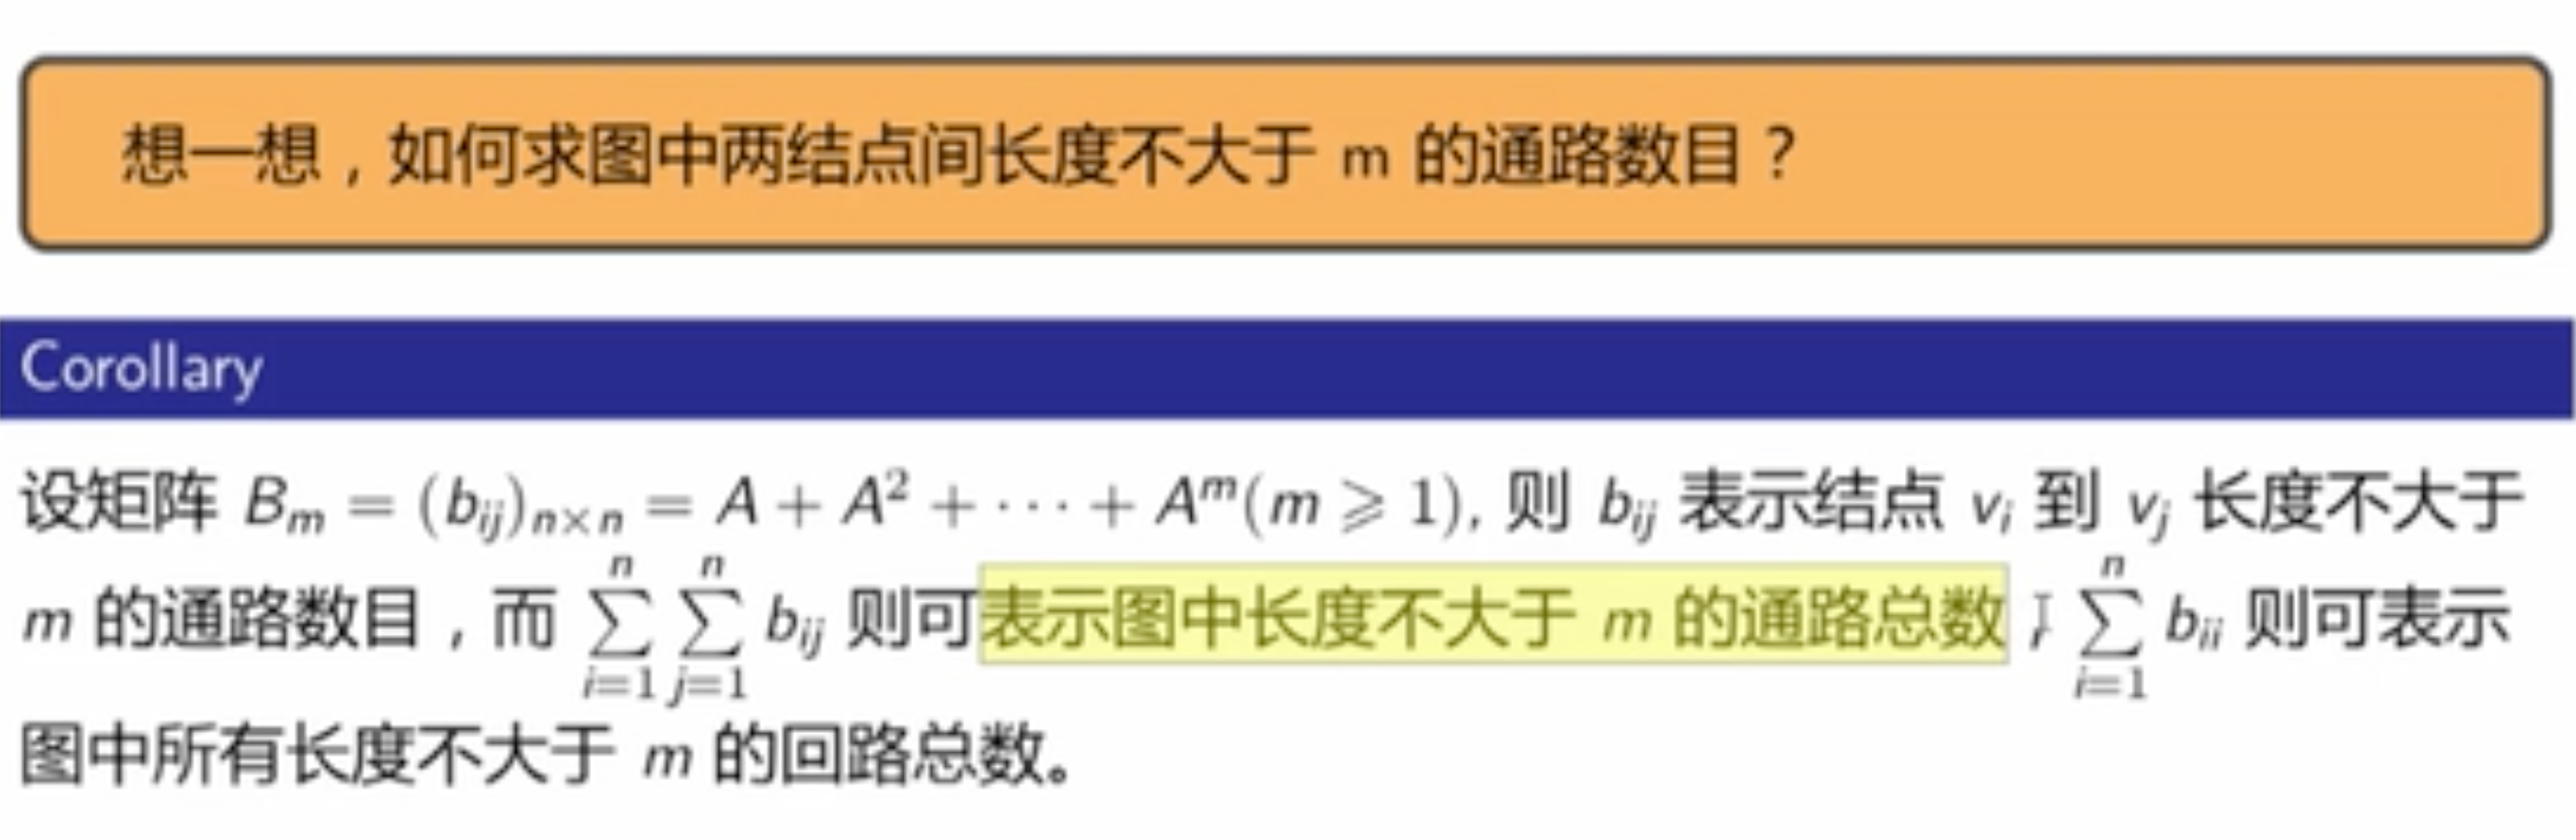 想一想，如何求图中两结点间长度不大于 m 的通路数目？
Corollary
设矩阵 $B_m = (b_{ij})_{n \times n} = A + A^2 + \cdots + A^m (m \geqslant 1)$, 则 $b_{ij}$ 表示结点 $v_i$ 到 $v_j$ 长度不大于
$m$ 的通路数目，而 $\sum_{i=1}^{n} \sum_{j=1}^{n} b_{ij}$ 则可表示图中长度不大于 $m$ 的通路总数，$\sum_{i=1}^{n} b_{ii}$ 则可表示
图中所有长度不大于 $m$ 的回路总数。